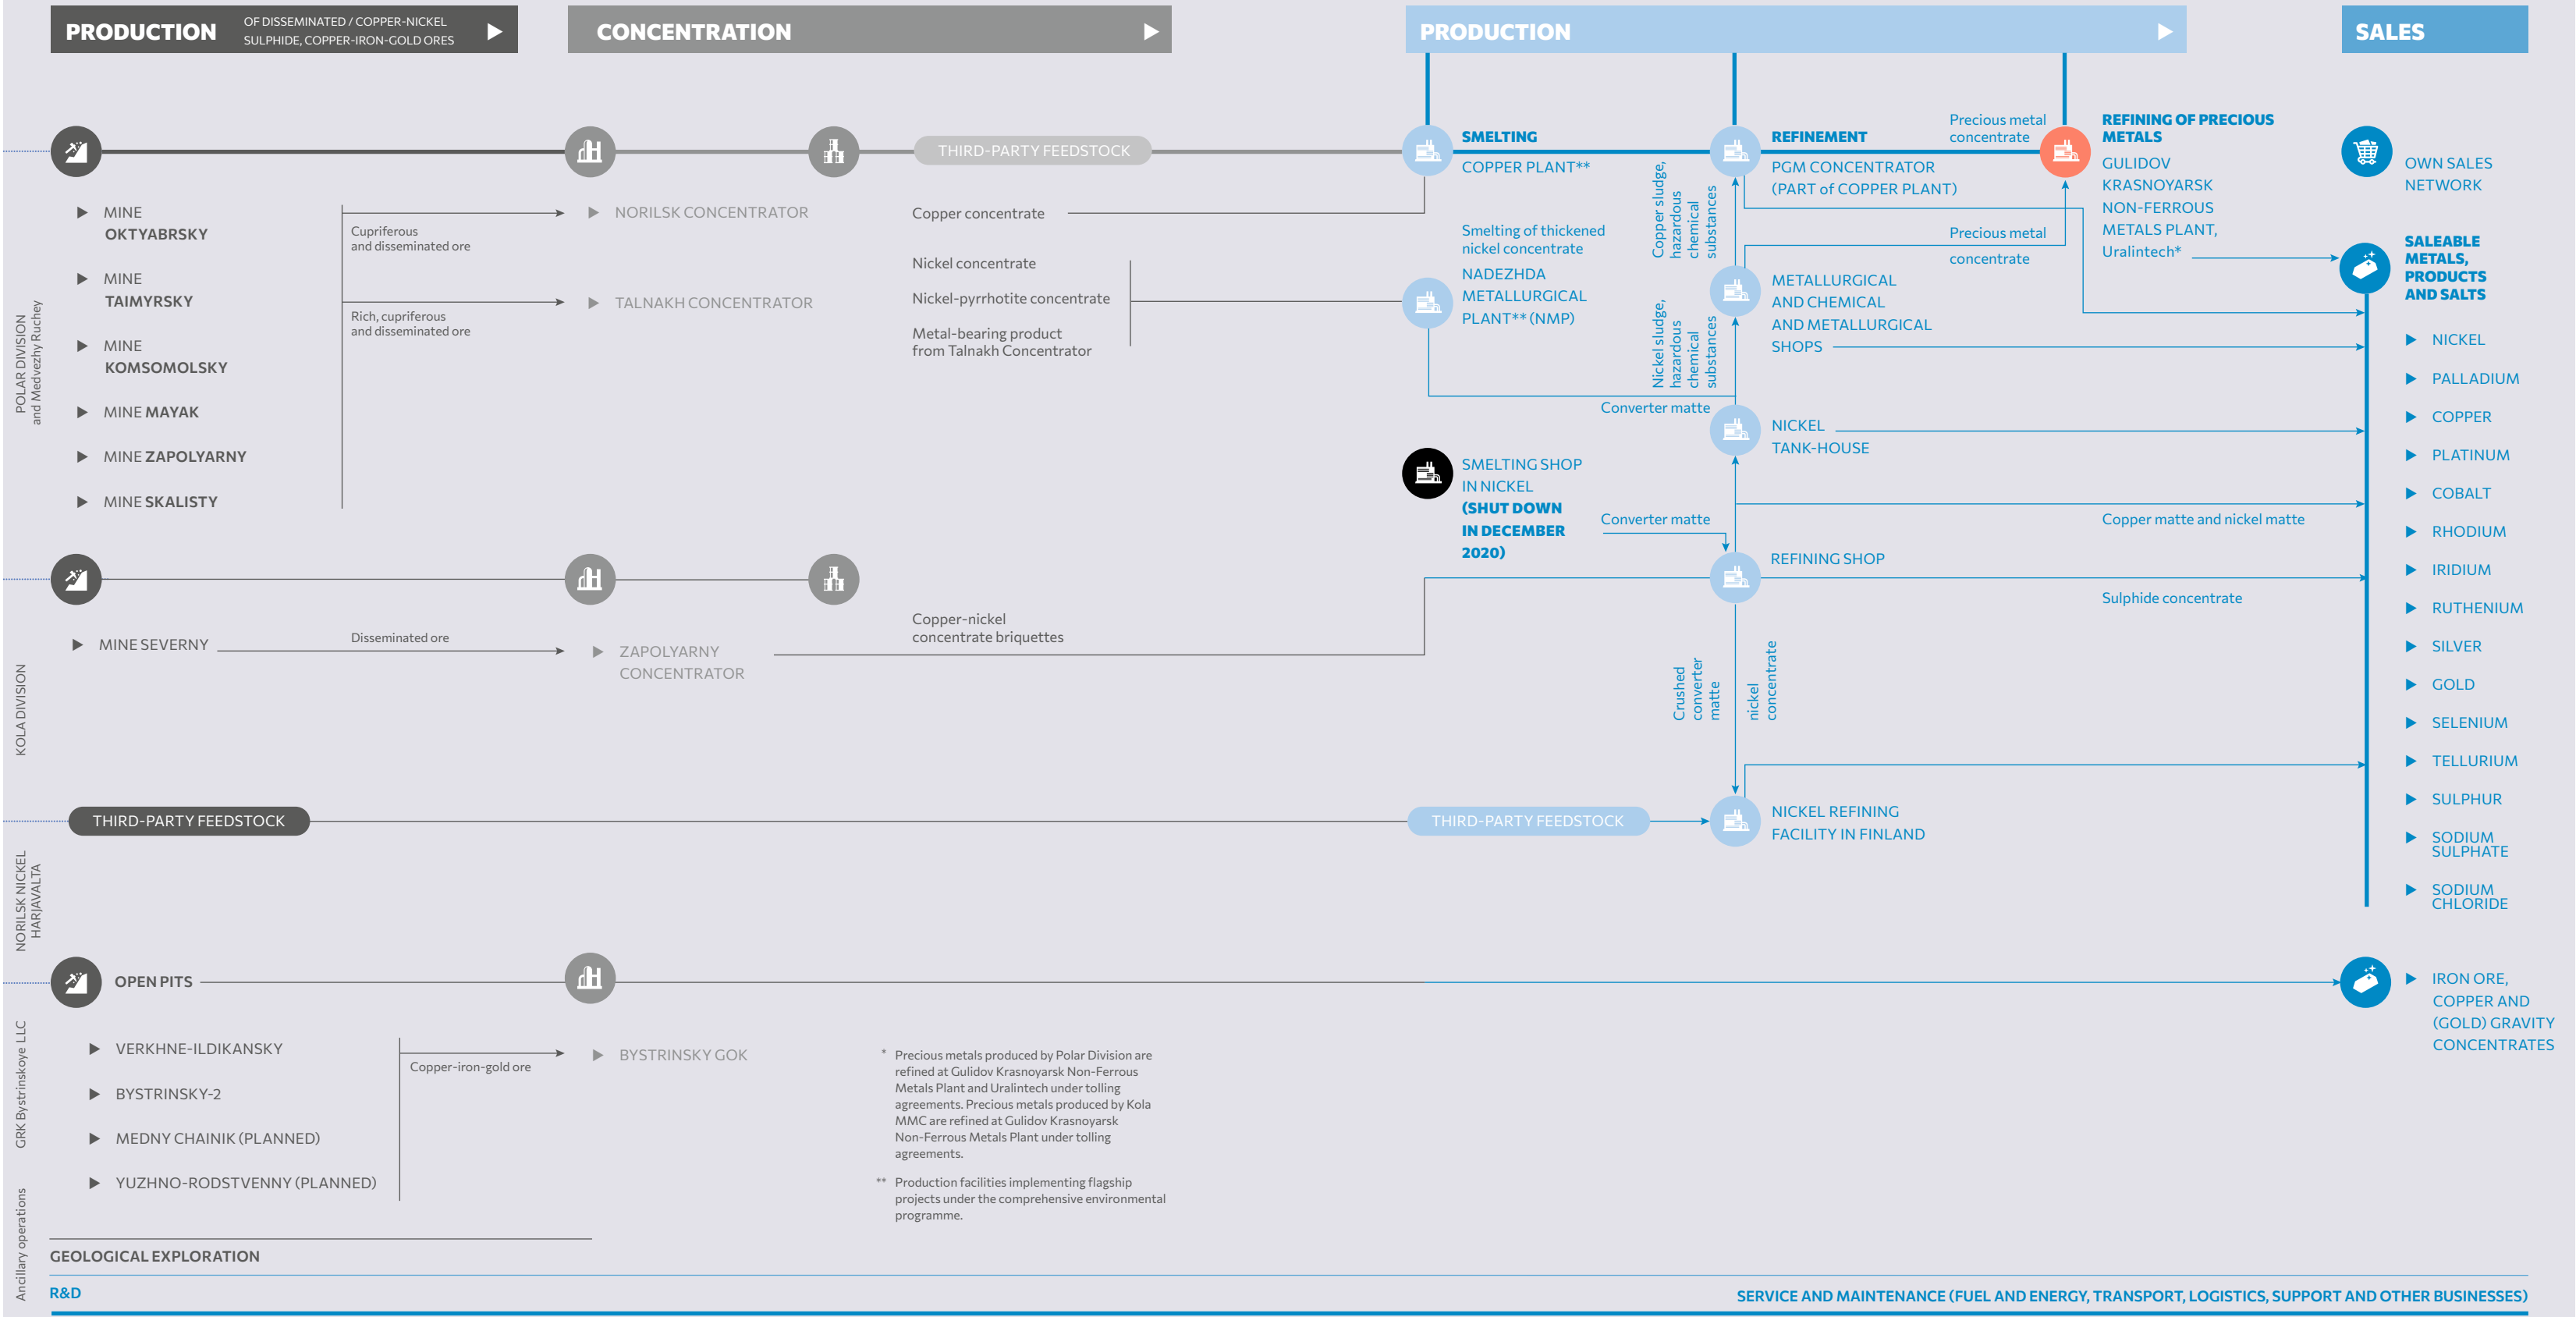 PRODUCTION
OF DISSEMINATED / COPPER-NICKEL
SULPHIDE, COPPER-IRON-GOLD ORES
CONCENTRATION
PRODUCTION
SALES
POLAR DIVISION
and Medvezhy Ruchey
MINE
OKTYABRSKY
MINE
TAIMYRSKY
MINE
KOMSOMOLSKY
MINE MAYAK
MINE ZAPOLYARNY
MINE SKALISTY
Cupriferous
and disseminated ore
Rich, cupriferous
and disseminated ore
NORILSK CONCENTRATOR
TALNAKH CONCENTRATOR
THIRD-PARTY FEEDSTOCK
Copper concentrate
Nickel concentrate
Nickel-pyrrhotite concentrate
Metal-bearing product
from Talnakh Concentrator
SMELTING
COPPER PLANT**
Smelting of thickened
nickel concentrate
NADEZHDA
METALLURGICAL
PLANT** (NMP)
SMELTING SHOP
IN NICKEL
(SHUT DOWN
IN DECEMBER
2020)
Copper sludge,
hazardous
chemical
substances
Nickel sludge,
hazardous
chemical
substances
Converter matte
Converter matte
REFINEMENT
PGM CONCENTRATOR
(PART of COPPER PLANT)
Precious metal
concentrate
Precious metal
concentrate
METALLURGICAL
AND CHEMICAL
AND METALLURGICAL
SHOPS
NICKEL
TANK-HOUSE
REFINING SHOP
REFINING OF PRECIOUS
METALS
GULIDOV
KRASNOYARSK
NON-FERROUS
METALS PLANT,
Uralintech*
Copper matte and nickel matte
Sulphide concentrate
OWN SALES
NETWORK
SALEABLE
METALS,
PRODUCTS
AND SALTS
NICKEL
PALLADIUM
COPPER
PLATINUM
COBALT
RHODIUM
IRIDIUM
RUTHENIUM
SILVER
GOLD
SELENIUM
TELLURIUM
SULPHUR
SODIUM
SULPHATE
SODIUM
CHLORIDE
KOLA DIVISION
MINE SEVERNY
Disseminated ore
ZAPOLYARNY
CONCENTRATOR
Copper-nickel
concentrate briquettes
Crushed
converter
matte
nickel
concentrate
NORILSK NICKEL
HARJAVALTA
THIRD-PARTY FEEDSTOCK
THIRD-PARTY FEEDSTOCK
NICKEL REFINING
FACILITY IN FINLAND
GRK Bystrinskoye LLC
OPEN PITS
VERKHNE-ILDIKANSKY
BYSTRINSKY-2
MEDNY CHAINIK (PLANNED)
YUZHNO-RODSTVENNY (PLANNED)
Copper-iron-gold ore
BYSTRINSKY GOK
IRON ORE,
COPPER AND
(GOLD) GRAVITY
CONCENTRATES
* Precious metals produced by Polar Division are
refined at Gulidov Krasnoyarsk Non-Ferrous
Metals Plant and Uralintech under tolling
agreements. Precious metals produced by Kola
MMC are refined at Gulidov Krasnoyarsk
Non-Ferrous Metals Plant under tolling
agreements.
** Production facilities implementing flagship
projects under the comprehensive environmental
programme.
Ancillary operations
GEOLOGICAL EXPLORATION
R&D
SERVICE AND MAINTENANCE (FUEL AND ENERGY, TRANSPORT, LOGISTICS, SUPPORT AND OTHER BUSINESSES)